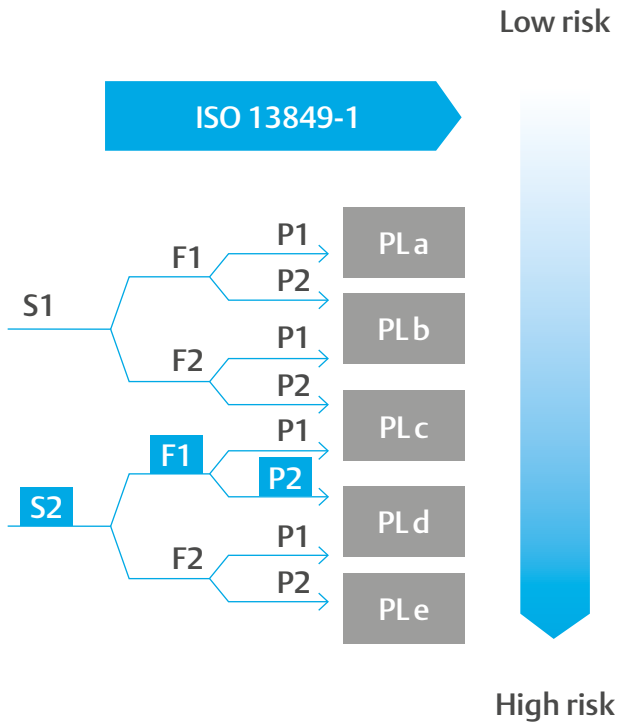 Low risk
ISO 13849-1
P1
PL a
F1
P2
S1
PL b
P1
F2
P2
PL c
P1
F1
P2
S2
PL d
P1
F2
P2
PL e
High risk